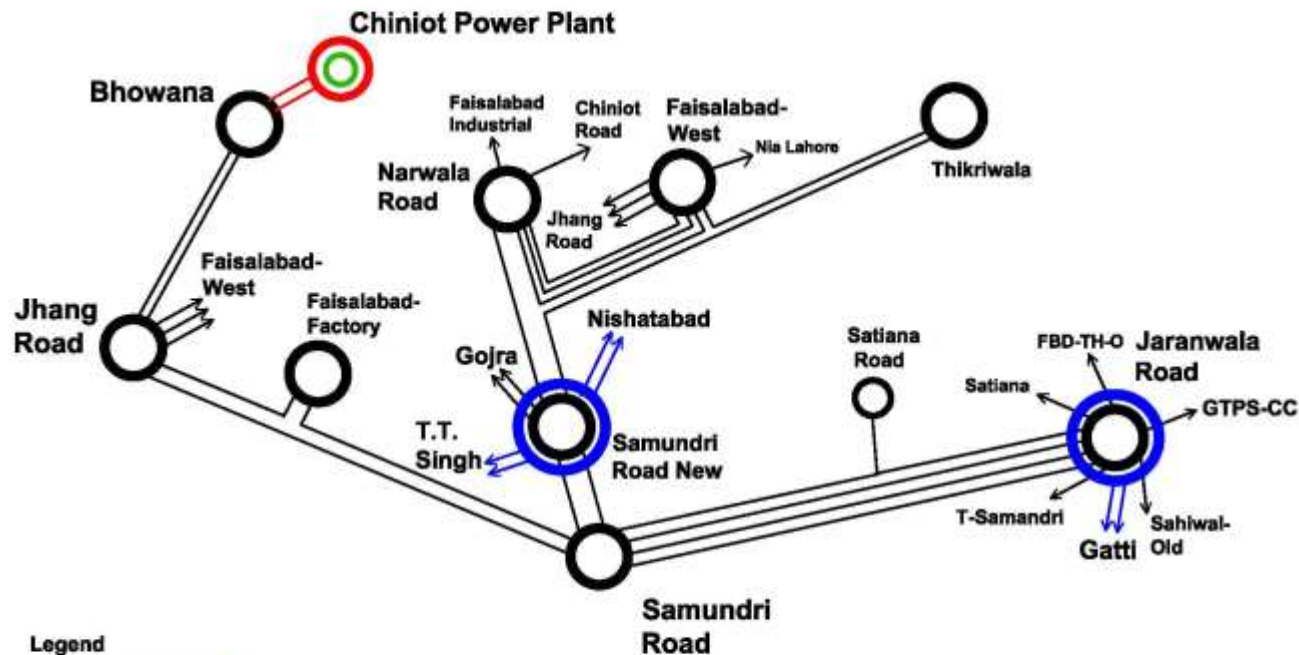 Chiniot Power Plant
Bhowana
Faisalabad
Industrial
Chiniot
Road
Faisalabad-
West
Nia Lahore
Narwala
Road
Jhang
Road
Thikriwala
Faisalabad-
West
Jhang
Road
Faisalabad-
Factory
Nishatabad
Gojra
Satiana
Road
FBD-TH-O
Jaranwala
Road
Satiana
GTPS-CC
T.T.
Singh
Samundri
Road New
T-Samandri
Gatti
Sahiwal-
Old
Samundri
Road
Legend